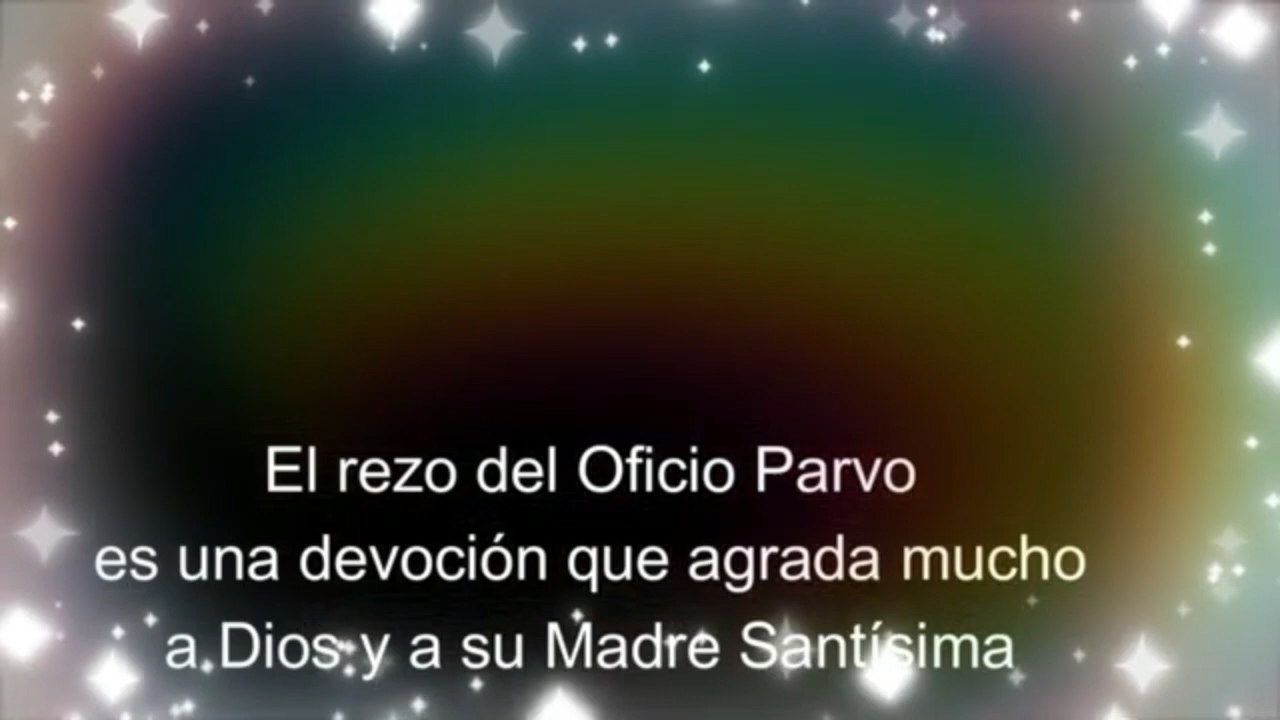 El rezo del Oficio Parvo
es una devoción que agrada mucho
a Dios y a su Madre Santísima